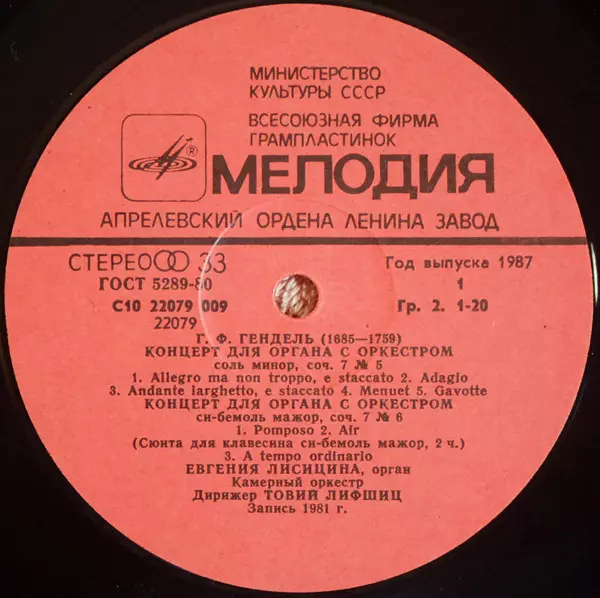 МИНИСТЕРСТВО
КУЛЬТУРЫ СССР
ВСЕСОЮЗНАЯ ФИРМА
ГРАМПЛАСТИНОК
®
МЕЛОДИЯ
АПРЕЛЕВСКИЙ ОРДЕНА ЛЕНИНА ЗАВОД
СТЕРЕО 33
Год выпуска 1987
ГОСТ 5289-80
1
С10 22079 009
Гр. 2. 1-20
22079
Г. Ф. ГЕНДЕЛЬ (1685—1759)
КОНЦЕРТ ДЛЯ ОРГАНА С ОРКЕСТРОМ
соль минор, соч. 7 № 5
1. Allegro ma non troppo, e staccato 2. Adagio
3. Andante larghetto, e staccato 4. Menuet 5. Gavotte
КОНЦЕРТ ДЛЯ ОРГАНА С ОРКЕСТРОМ
си-бемоль мажор, соч. 7 № 6
1. Pomposo 2. Air
(Сюита для клавесина си-бемоль мажор, 2 ч.)
3. A tempo ordinario
ЕВГЕНИЯ ЛИСИЦИНА, орган
Камерный оркестр
Дирижер ТОВИЙ ЛИФШИЦ
Запись 1981 г.